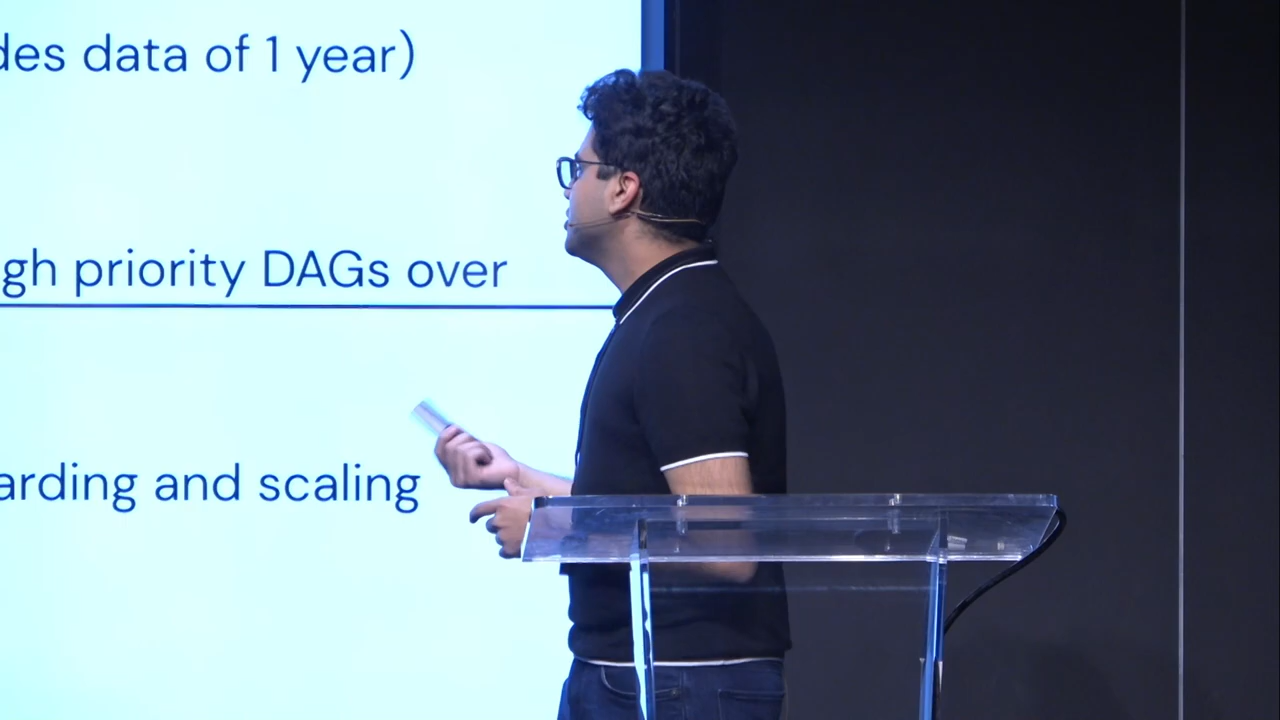 des data of 1 year)
gh priority DAGs over
arding and scaling